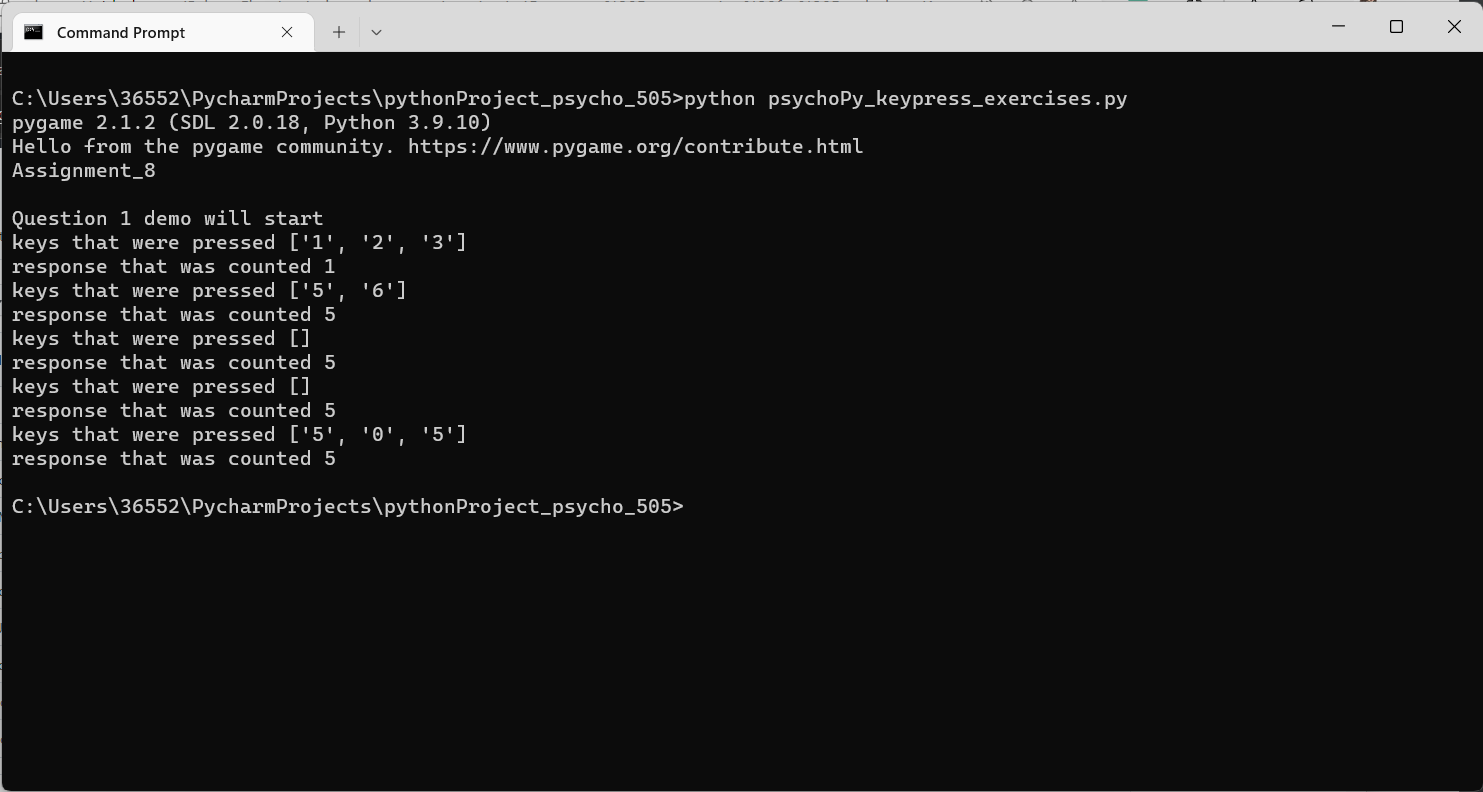 Command Prompt
C:\Users\36552\PycharmProjects\pythonProject_psycho_505>python psychoPy_keypress_exercises.py
pygame 2.1.2 (SDL 2.0.18, Python 3.9.10)
Hello from the pygame community. https://www.pygame.org/contribute.html
Assignment_8
Question 1 demo will start
keys that were pressed ['1', '2', '3']
response that was counted 1
keys that were pressed ['5', '6']
response that was counted 5
keys that were pressed []
response that was counted 5
keys that were pressed []
response that was counted 5
keys that were pressed ['5', '0', '5']
response that was counted 5
C:\Users\36552\PycharmProjects\pythonProject_psycho_505>